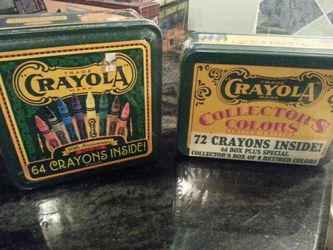 TRADE
CRAYOLA
MARK
64 CRAYONS INSIDE!
TRADE
CRAYOLA
MARK
COLLECTOR'S
COLORS
72 CRAYONS INSIDE!
64 BOX PLUS SPECIAL
COLLECTOR'S BOX OF 8 RETIRED COLORS